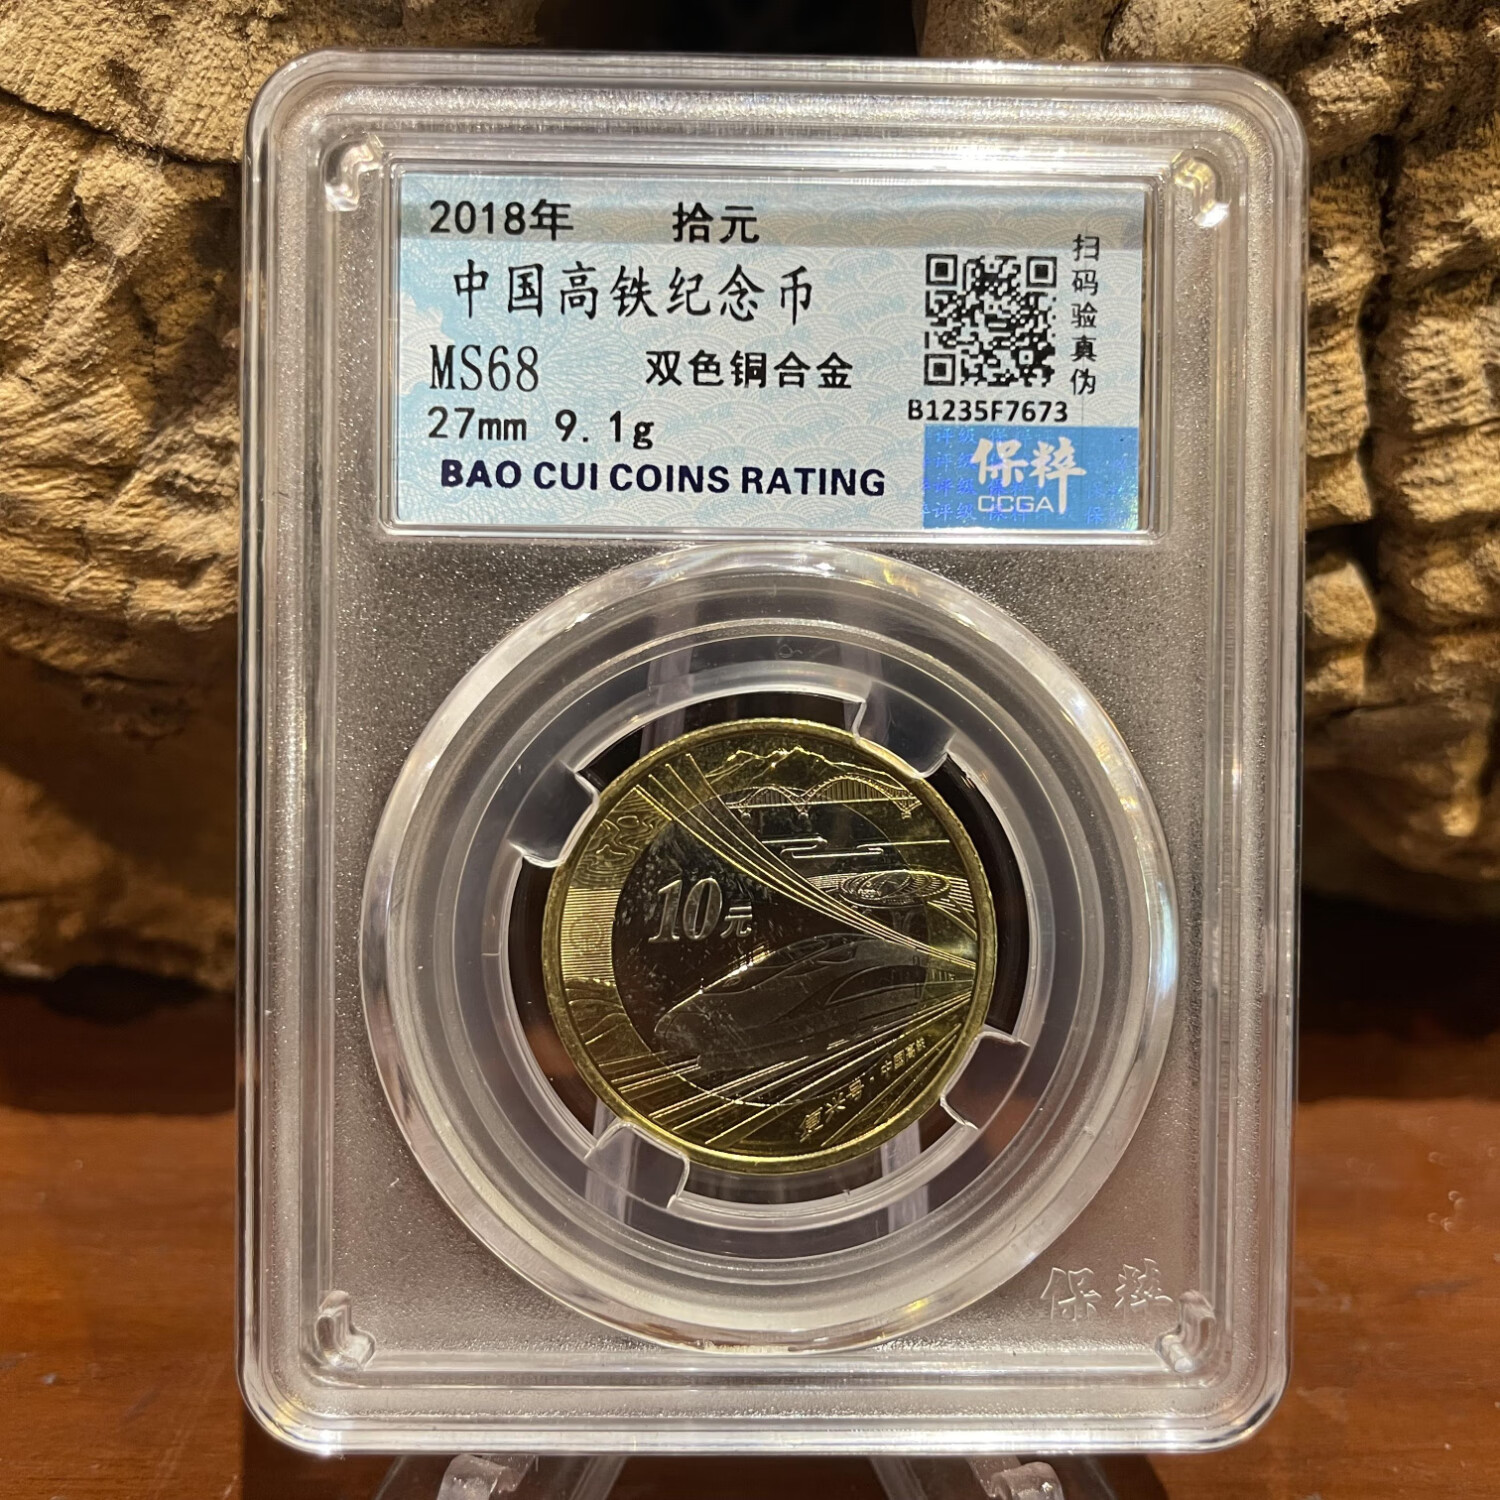 2018年 拾元
中国高铁纪念币
MS68 双色铜合金
27mm 9.1g
BAO CUI COINS RATING
扫码验真伪
B1235F7673
保粹
CCGA
10元
复兴号·中国高铁
保粹